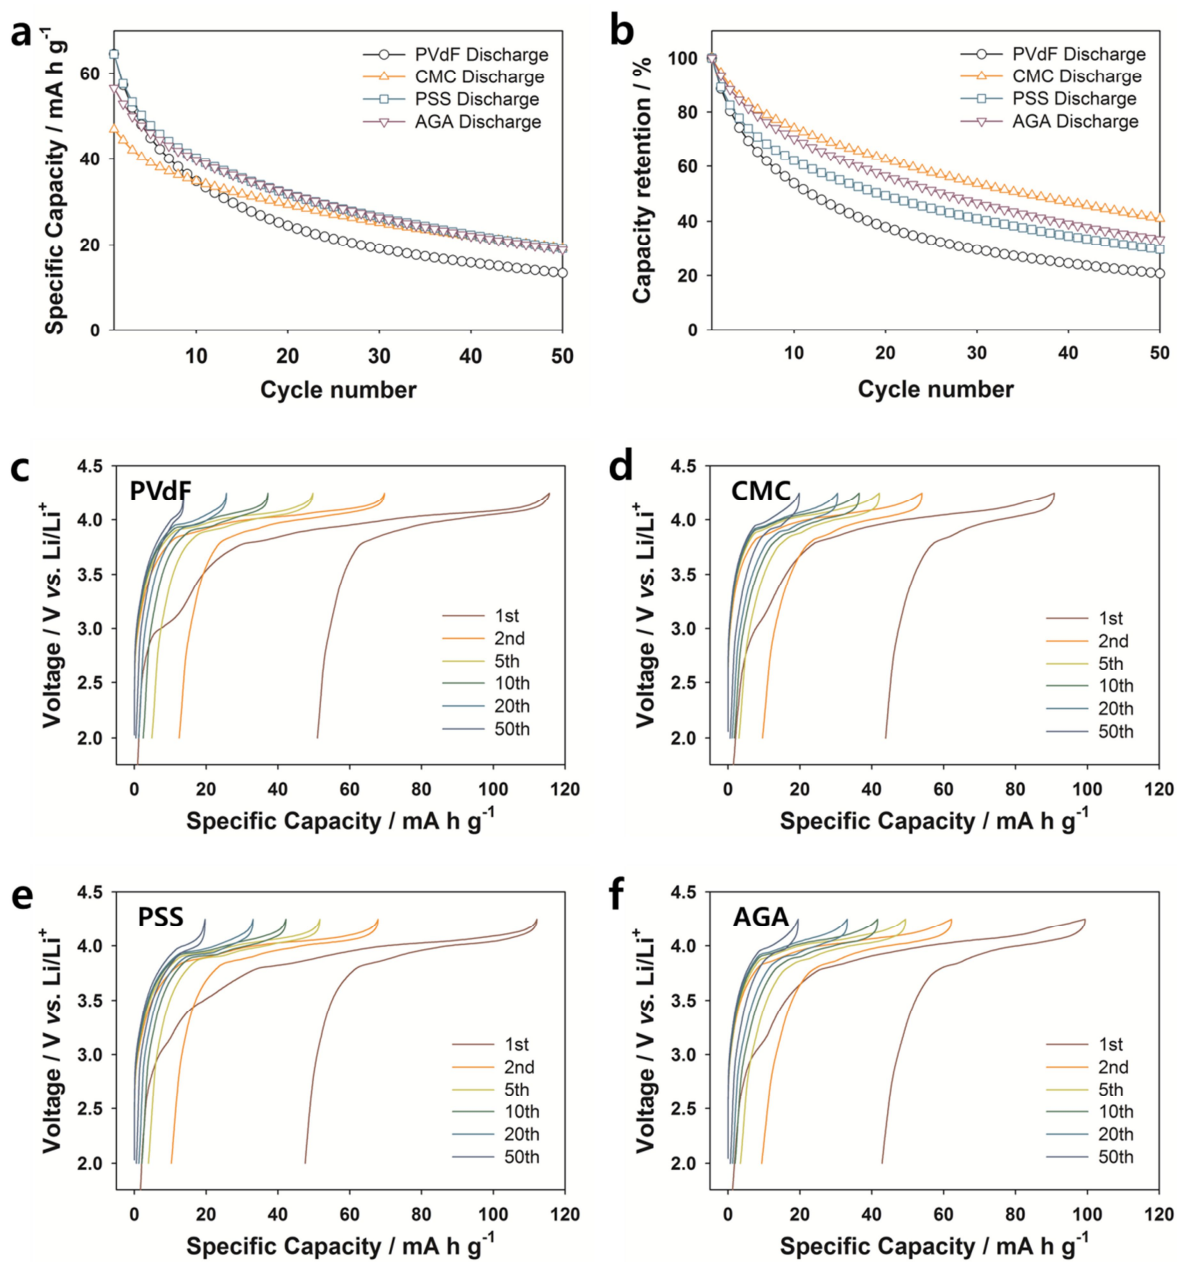 a
Specific Capacity / mA h g⁻¹
60
40
20
0
10 20 30 40 50
Cycle number
PVdF Discharge
CMC Discharge
PSS Discharge
AGA Discharge
b
Capacity retention / %
100
80
60
40
20
0
10 20 30 40 50
Cycle number
PVdF Discharge
CMC Discharge
PSS Discharge
AGA Discharge
c
PVdF
Voltage / V vs. Li/Li⁺
4.5
4.0
3.5
3.0
2.5
2.0
0 20 40 60 80 100 120
Specific Capacity / mA h g⁻¹
1st
2nd
5th
10th
20th
50th
d
CMC
Voltage / V vs. Li/Li⁺
4.5
4.0
3.5
3.0
2.5
2.0
0 20 40 60 80 100 120
Specific Capacity / mA h g⁻¹
1st
2nd
5th
10th
20th
50th
e
PSS
Voltage / V vs. Li/Li⁺
4.5
4.0
3.5
3.0
2.5
2.0
0 20 40 60 80 100 120
Specific Capacity / mA h g⁻¹
1st
2nd
5th
10th
20th
50th
f
AGA
Voltage / V vs. Li/Li⁺
4.5
4.0
3.5
3.0
2.5
2.0
0 20 40 60 80 100 120
Specific Capacity / mA h g⁻¹
1st
2nd
5th
10th
20th
50th